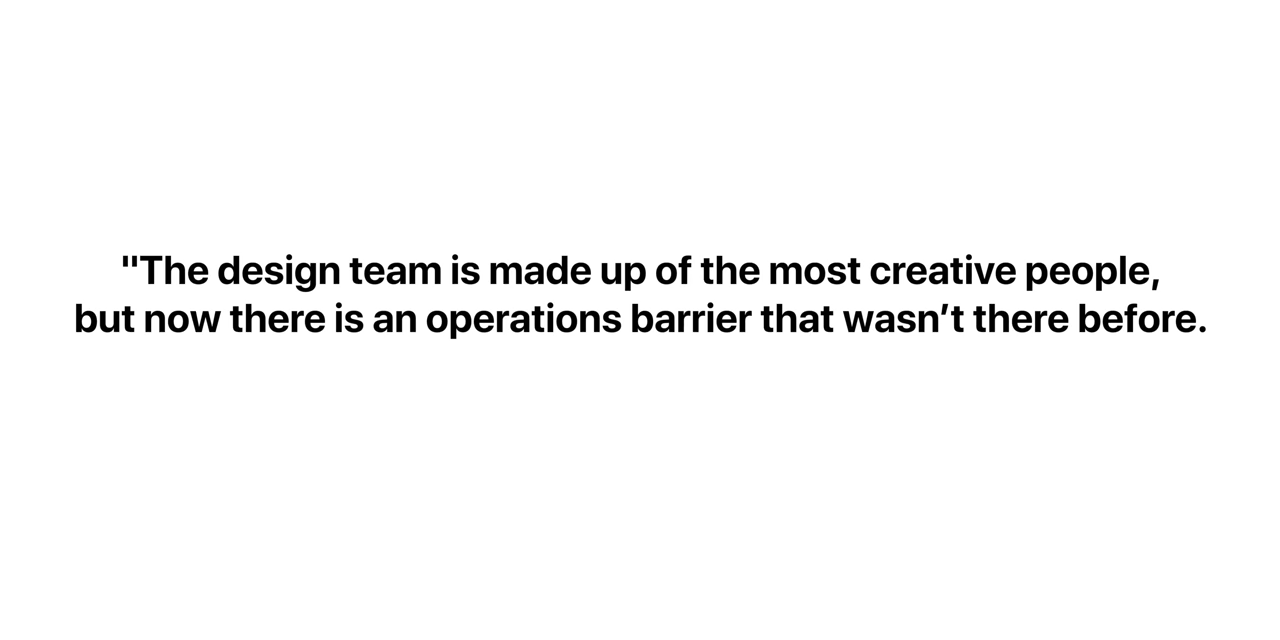 "The design team is made up of the most creative people,
but now there is an operations barrier that wasn’t there before.